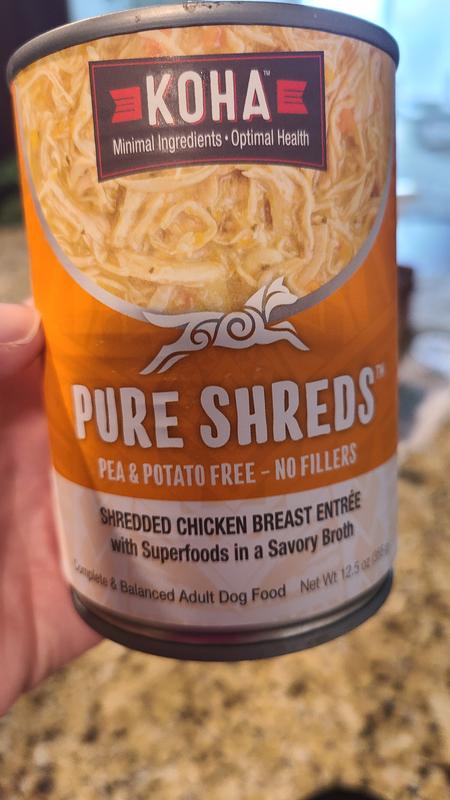 KOHA™
Minimal Ingredients • Optimal Health
PURE SHREDS™
PEA & POTATO FREE – NO FILLERS
SHREDDED CHICKEN BREAST ENTRÉE
with Superfoods in a Savory Broth
Complete & Balanced Adult Dog Food Net Wt. 12.5 oz